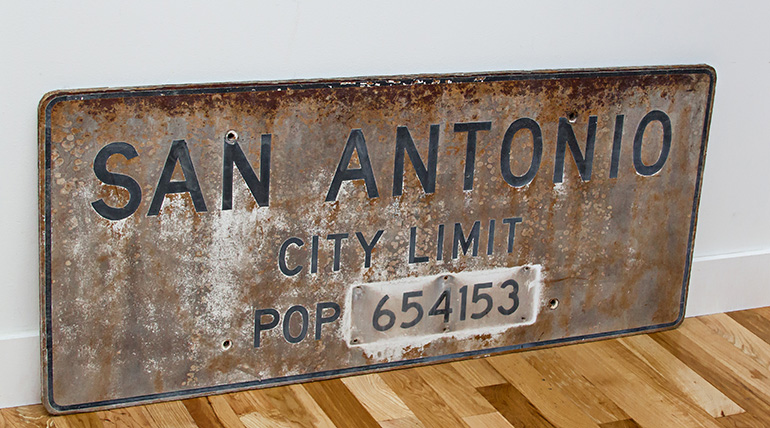 SAN ANTONIO
CITY LIMIT
POP 654153